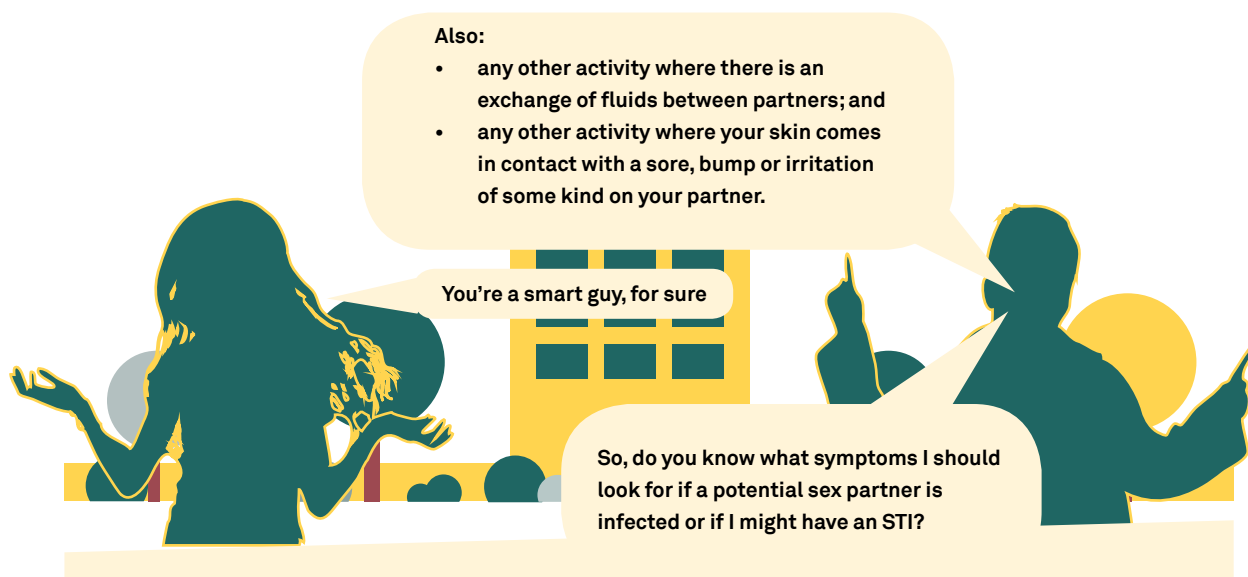 Also:
• any other activity where there is an
exchange of fluids between partners; and
• any other activity where your skin comes
in contact with a sore, bump or irritation
of some kind on your partner.
You’re a smart guy, for sure
So, do you know what symptoms I should
look for if a potential sex partner is
infected or if I might have an STI?